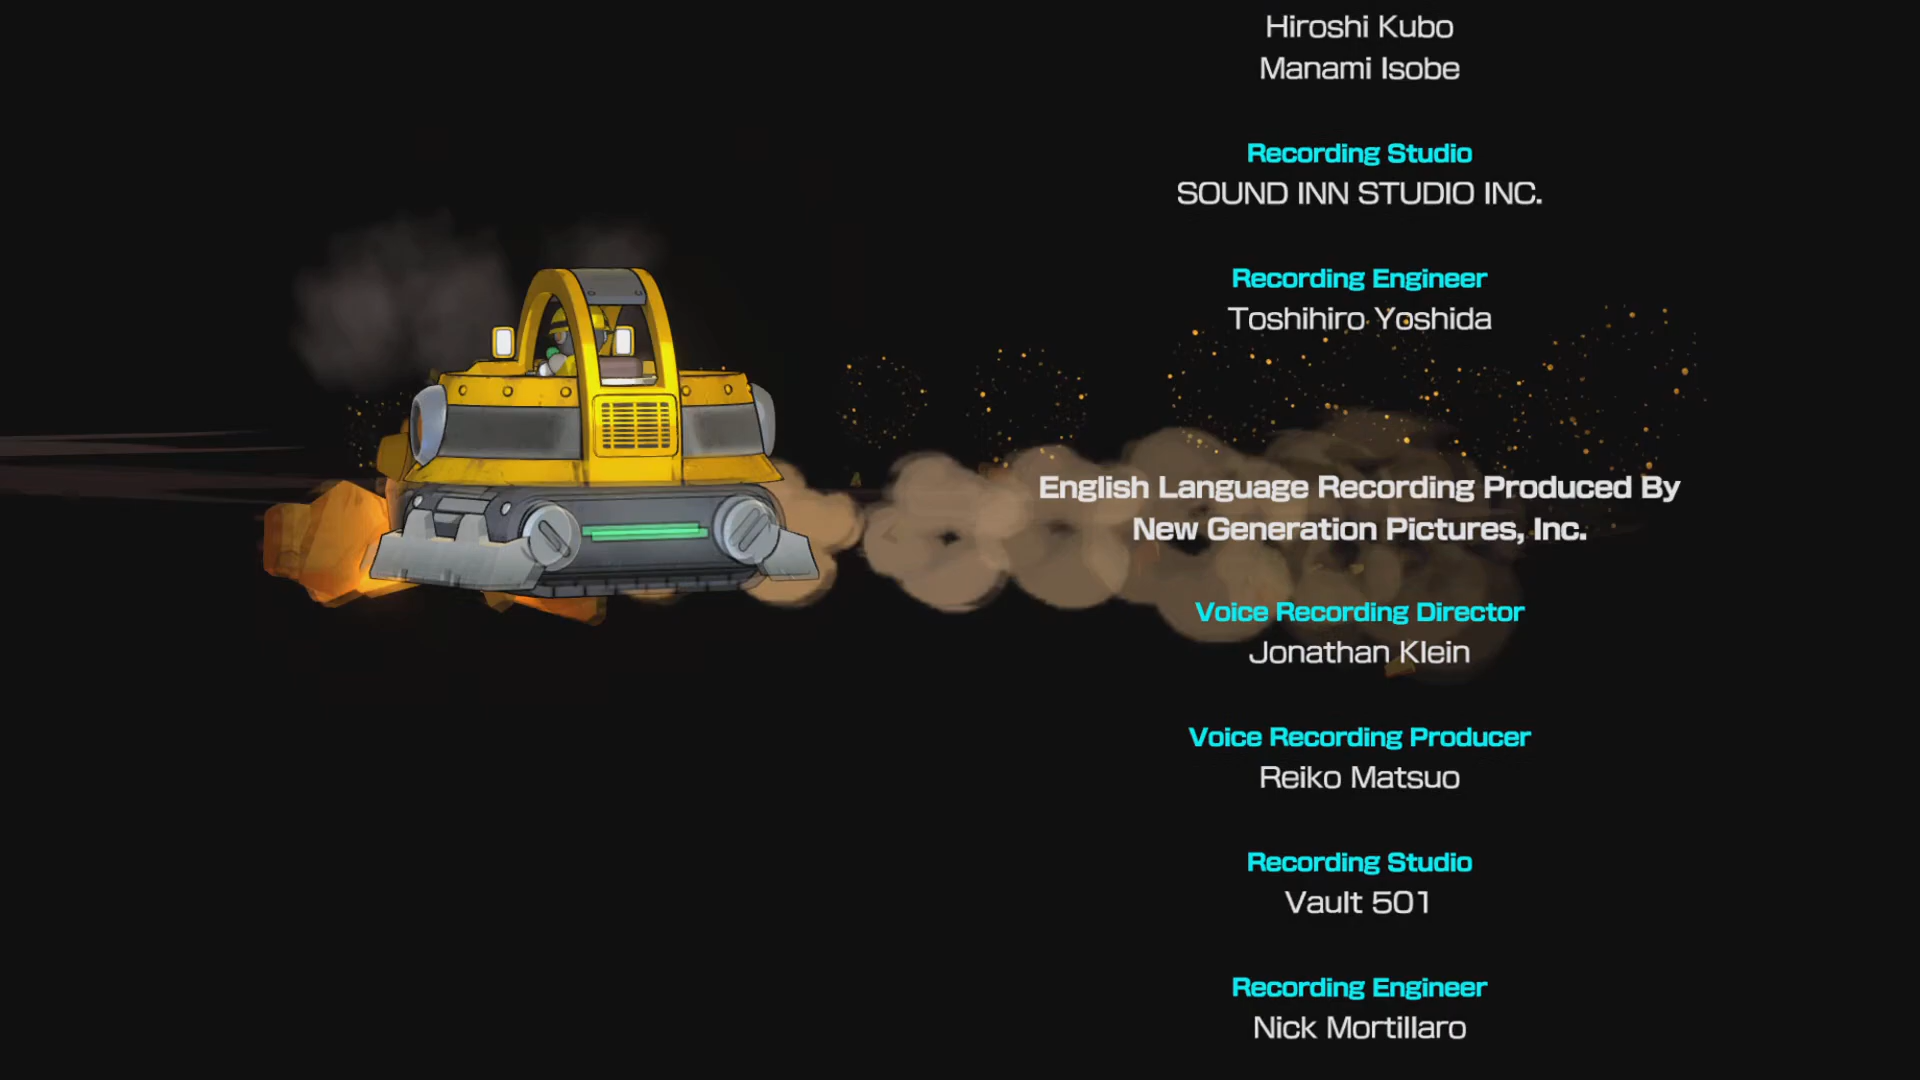 Hiroshi Kubo
Manami Isobe
Recording Studio
SOUND INN STUDIO INC.
Recording Engineer
Toshihiro Yoshida
English Language Recording Produced By
New Generation Pictures, Inc.
Voice Recording Director
Jonathan Klein
Voice Recording Producer
Reiko Matsuo
Recording Studio
Vault 501
Recording Engineer
Nick Mortillaro